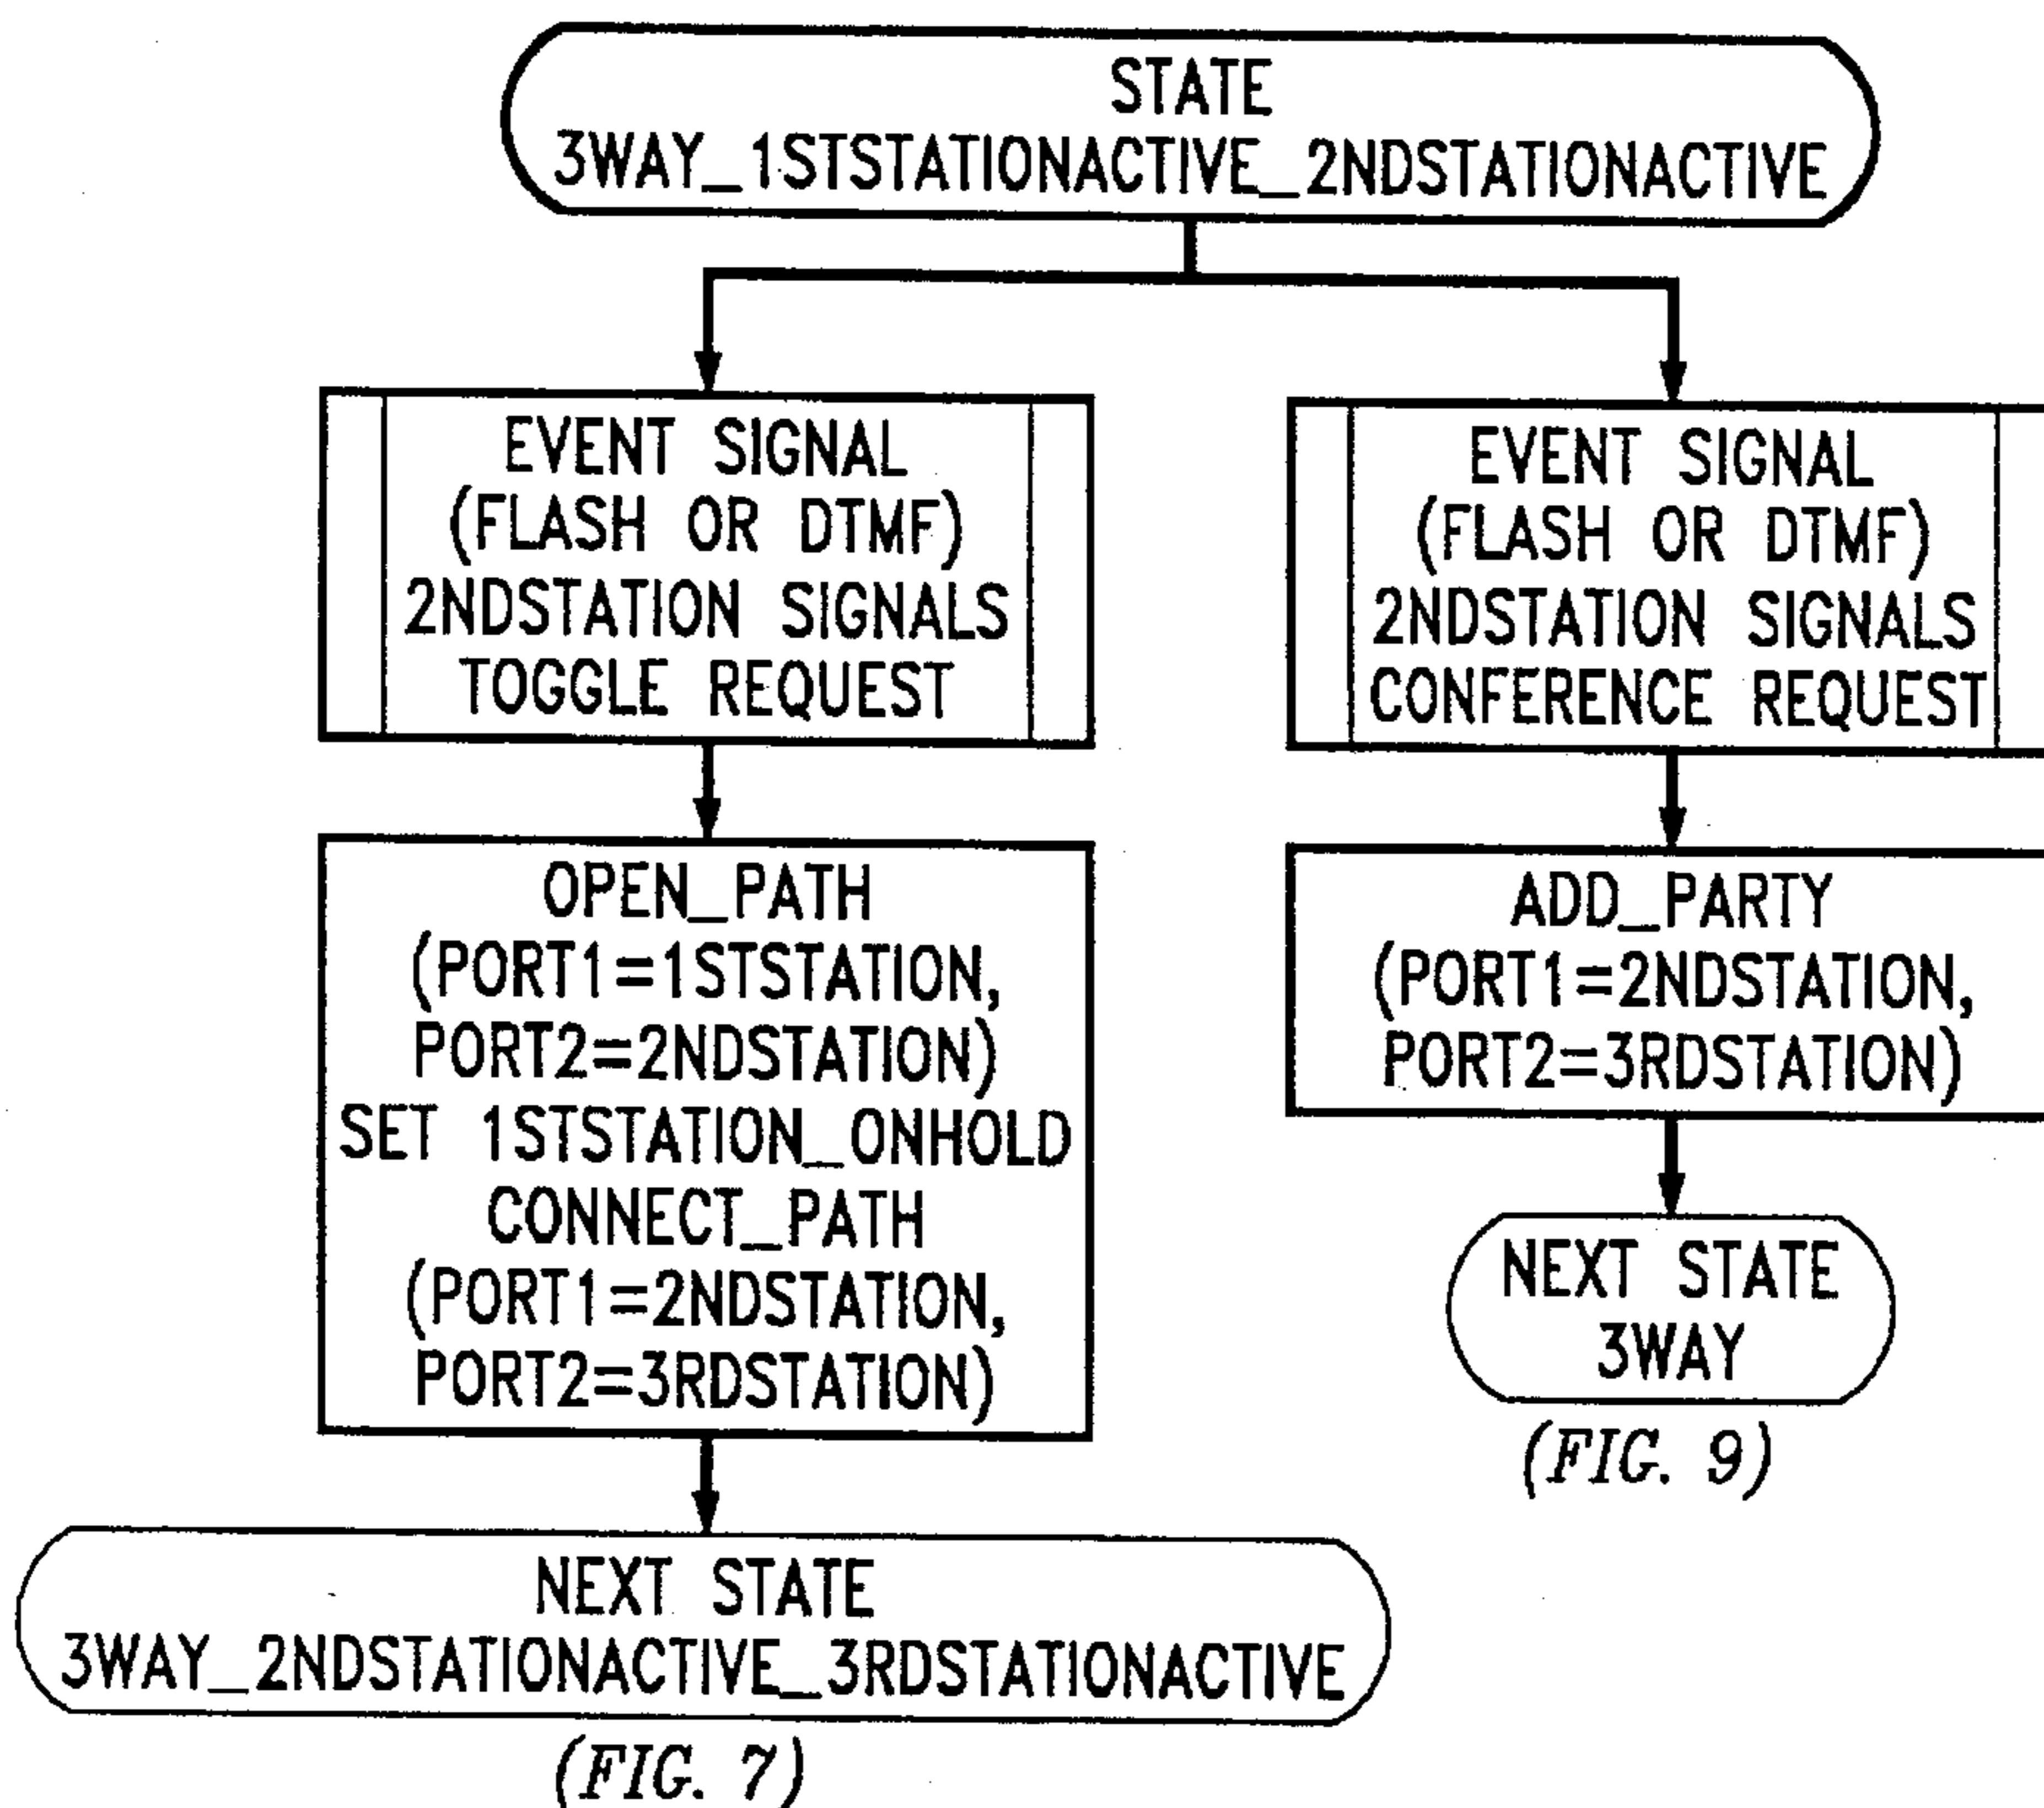 STATE
3WAY_1STSTATIONACTIVE_2NDSTATIONACTIVE
EVENT SIGNAL
(FLASH OR DTMF)
2NDSTATION SIGNALS
TOGGLE REQUEST
EVENT SIGNAL
(FLASH OR DTMF)
2NDSTATION SIGNALS
CONFERENCE REQUEST
OPEN_PATH
(PORT1=1STSTATION,
PORT2=2NDSTATION)
SET 1STSTATION_ONHOLD
CONNECT_PATH
(PORT1=2NDSTATION,
PORT2=3RDSTATION)
ADD_PARTY
(PORT1=2NDSTATION,
PORT2=3RDSTATION)
NEXT STATE
3WAY
(FIG. 9)
NEXT STATE
3WAY_2NDSTATIONACTIVE_3RDSTATIONACTIVE
(FIG. 7)